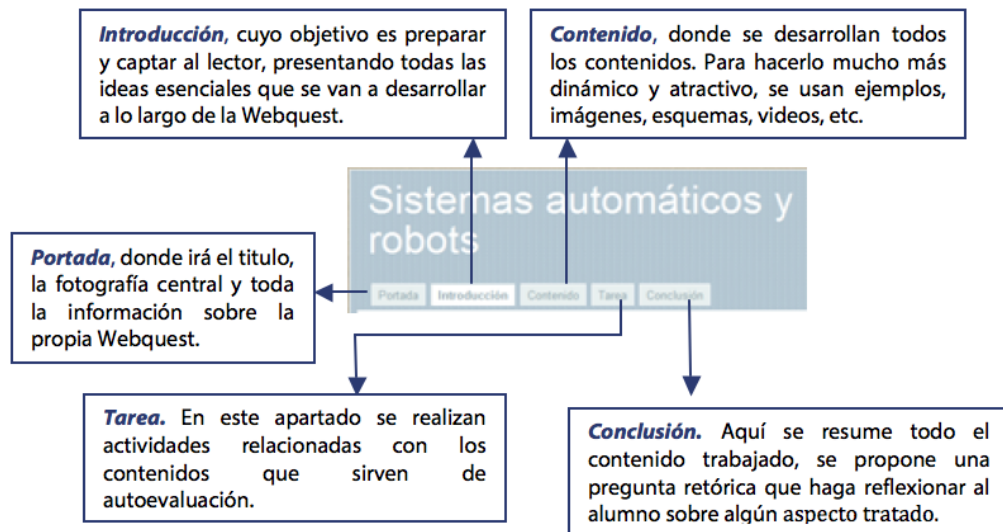 Introducción, cuyo objetivo es preparar
y captar al lector, presentando todas las
ideas esenciales que se van a desarrollar
a lo largo de la Webquest.
Contenido, donde se desarrollan todos
los contenidos. Para hacerlo mucho más
dinámico y atractivo, se usan ejemplos,
imágenes, esquemas, videos, etc.
Sistemas automáticos y
robots
Portada Introducción Contenido Tarea Conclusión
Portada, donde irá el titulo,
la fotografía central y toda
la información sobre la
propia Webquest.
Tarea. En este apartado se realizan
actividades relacionadas con los
contenidos que sirven de
autoevaluación.
Conclusión. Aquí se resume todo el
contenido trabajado, se propone una
pregunta retórica que haga reflexionar al
alumno sobre algún aspecto tratado.